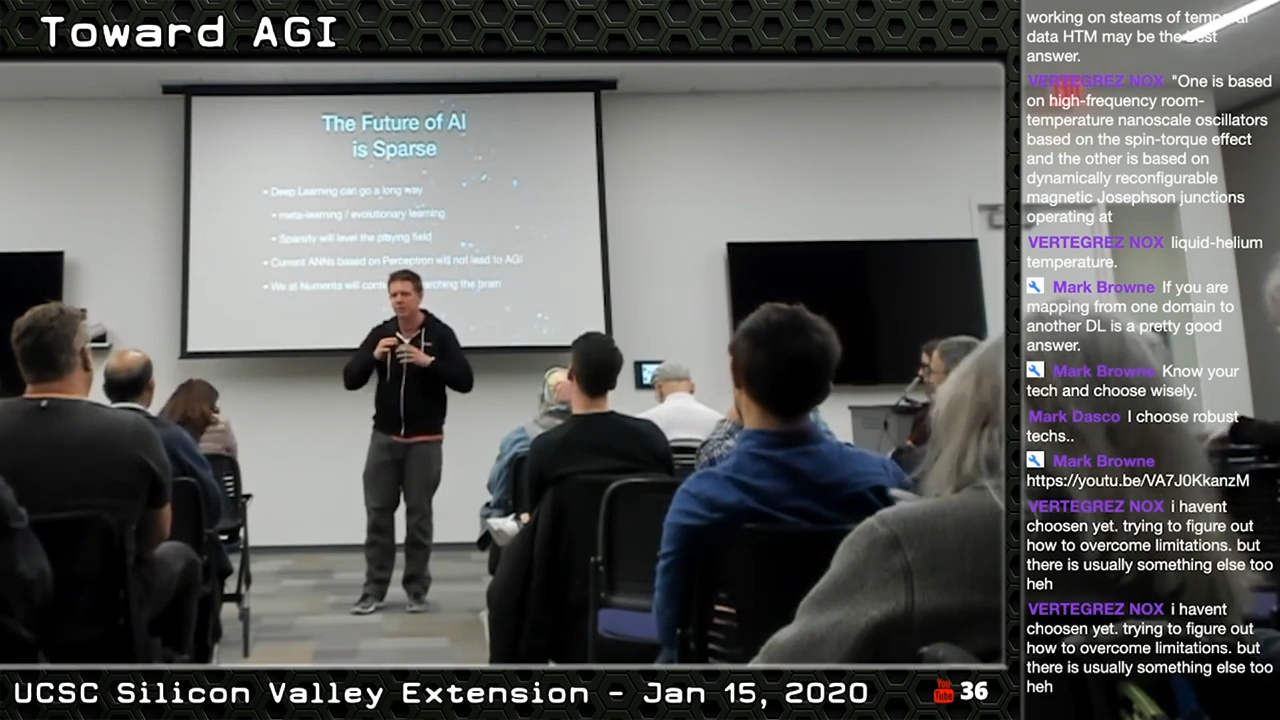 Toward AGI
The Future of AI
is Sparse
• Deep Learning can go a long way
• meta-learning / evolutionary learning
• Sparsity will level the playing field
• Current ANNs based on Perceptron will not lead to AGI
• We at Numenta will the brain
working on steams of temporal
data HTM may be the best
answer.
VERTEGREZ NOX "One is based
on high-frequency room-
temperature nanoscale oscillators
based on the spin-torque effect
and the other is based on
dynamically reconfigurable
magnetic Josephson junctions
operating at
VERTEGREZ NOX liquid-helium
temperature.
Mark Browne If you are
mapping from one domain to
another DL is a pretty good
answer.
Mark Browne Know your
tech and choose wisely.
Mark Dasco I choose robust
techs..
Mark Browne
https://youtu.be/VA7J0KkanzM
VERTEGREZ NOX i havent
choosen yet. trying to figure out
how to overcome limitations. but
there is usually something else too
heh
VERTEGREZ NOX i havent
choosen yet. trying to figure out
how to overcome limitations. but
there is usually something else too
heh
UCSC Silicon Valley Extension - Jan 15, 2020
You Tube 36